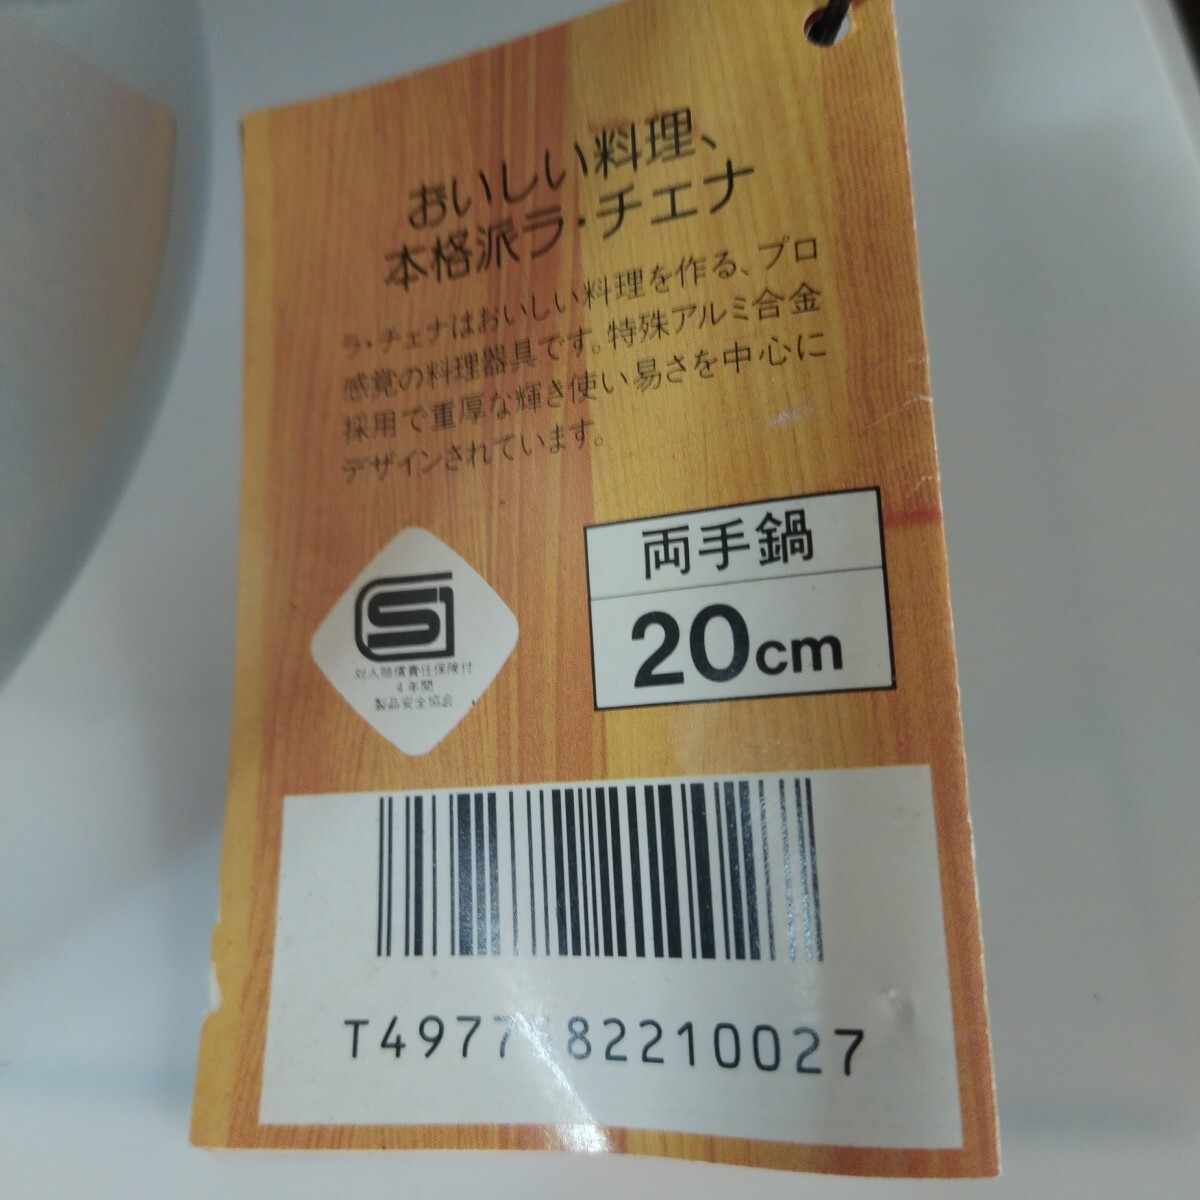 おいしい料理、
本格派ラ・チェナ
ラ・チェナはおいしい料理を作る、プロ
感覚の料理器具です。特殊アルミ合金
採用で重厚な輝き使い易さを中心に
デザインされています。
両手鍋
20cm
SG
対人賠償責任保険付
4年間
製品安全協会
T4977582210027